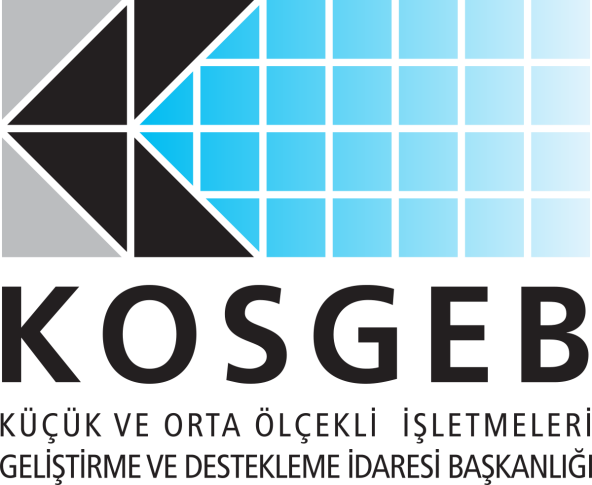 KOSGEB
KÜÇÜK VE ORTA ÖLÇEKLİ İŞLETMELERİ
GELİŞTİRME VE DESTEKLEME İDARESİ BAŞKANLIĞI